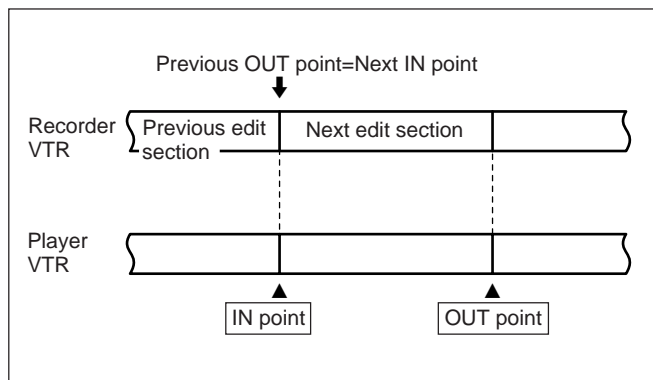 Previous OUT point=Next IN point
Recorder
VTR
Previous edit
section
Next edit section
Player
VTR
IN point
OUT point